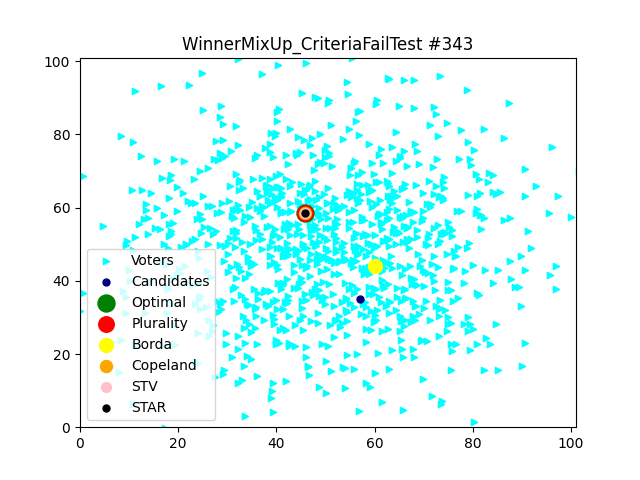 WinnerMixUp_CriteriaFailTest #343
100
80
60
40
20
0
Voters
Candidates
Optimal
Plurality
Borda
Copeland
STV
STAR
0 20 40 60 80 100